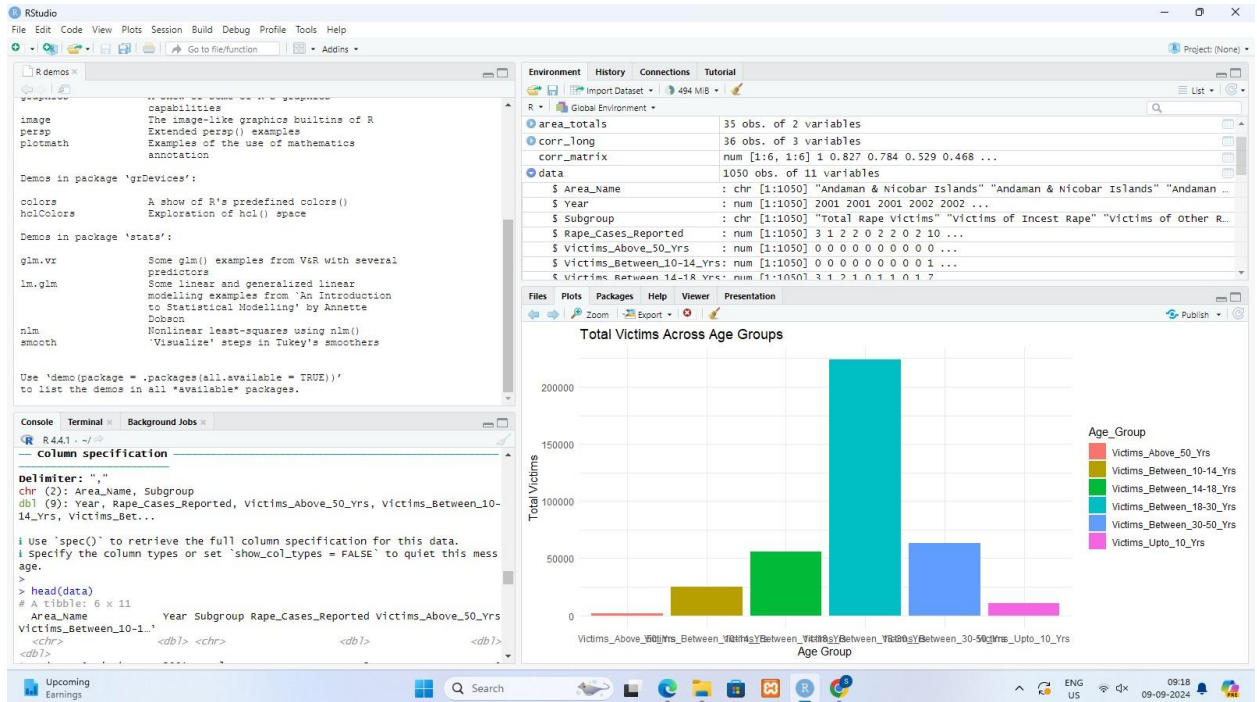 RStudio
File Edit Code View Plots Session Build Debug Profile Tools Help
Go to file/function Addins
Project: (None)
R demos
capabilities
image The image-like graphics builtins of R
persp Extended persp() examples
plotmath Examples of the use of mathematics
annotation
Demos in package 'grDevices':
colors A show of R's predefined colors()
hclColors Exploration of hcl() space
Demos in package 'stats':
glm.vr Some glm() examples from V&R with several
predictors
lm.glm Some linear and generalized linear
modelling examples from `An Introduction
to Statistical Modelling' by Annette
Dobson
nlm Nonlinear least-squares using nlm()
smooth `Visualize' steps in Tukey's smoothers
Use 'demo(package = .packages(all.available = TRUE))'
to list the demos in all *available* packages.
Console Terminal Background Jobs
R 4.4.1 · ~/
Column specification
Delimiter: ","
chr (2): Area_Name, Subgroup
dbl (9): Year, Rape_Cases_Reported, Victims_Above_50_Yrs, Victims_Between_10-
14_Yrs, Victims_Bet...
i Use `spec()` to retrieve the full column specification for this data.
i Specify the column types or set `show_col_types = FALSE` to quiet this mess
age.
>
> head(data)
# A tibble: 6 × 11
Area_Name Year Subgroup Rape_Cases_Reported Victims_Above_50_Yrs
Victims_Between_10-1…¹
<chr> <dbl> <chr> <dbl> <dbl>
<dbl>
Environment History Connections Tutorial
Import Dataset 494 MiB List
R Global Environment
area_totals 35 obs. of 2 variables
corr_long 36 obs. of 3 variables
corr_matrix num [1:6, 1:6] 1 0.827 0.784 0.529 0.468 ...
data 1050 obs. of 11 variables
$ Area_Name : chr [1:1050] "Andaman & Nicobar Islands" "Andaman & Nicobar Islands" "Andaman ...
$ Year : num [1:1050] 2001 2001 2001 2002 2002 ...
$ Subgroup : chr [1:1050] "Total Rape Victims" "Victims of Incest Rape" "Victims of Other R...
$ Rape_Cases_Reported : num [1:1050] 3 1 2 2 0 2 2 0 2 10 ...
$ Victims_Above_50_Yrs : num [1:1050] 0 0 0 0 0 0 0 0 0 0 ...
$ Victims_Between_10-14_Yrs: num [1:1050] 0 0 0 0 0 0 0 0 0 1 ...
$ Victims_Between_14-18_Yrs: num [1:1050] 3 1 2 1 0 1 1 0 1 7
Files Plots Packages Help Viewer Presentation
Zoom Export Publish
Total Victims Across Age Groups
200000
150000
100000
50000
0
Total Victims
Age Group
Age_Group
Victims_Above_50_Yrs
Victims_Between_10-14_Yrs
Victims_Between_14-18_Yrs
Victims_Between_18-30_Yrs
Victims_Between_30-50_Yrs
Victims_Upto_10_Yrs
Upcoming
Earnings
Search
ENG
US
09:18
09-09-2024